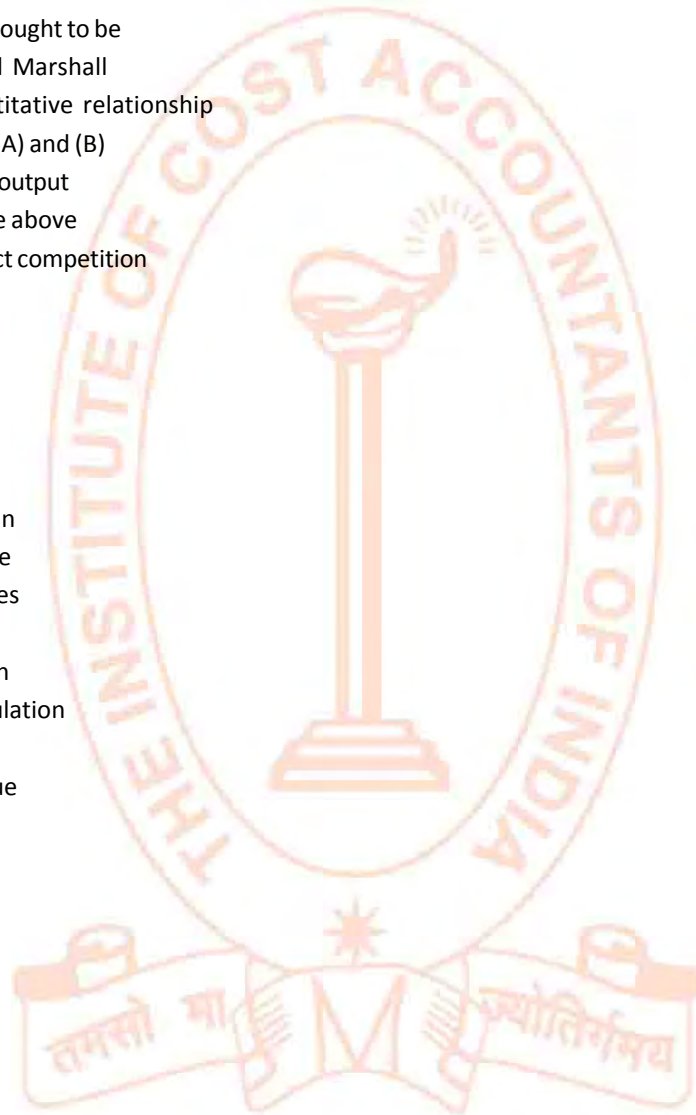 ought to be
l Marshall
titative relationship
A) and (B)
output
e above
ct competition
n
e
es
n
ulation
ue
THE INSTITUTE OF COST ACCOUNTANTS OF INDIA
तमसो मा ज्योतिर्गमय